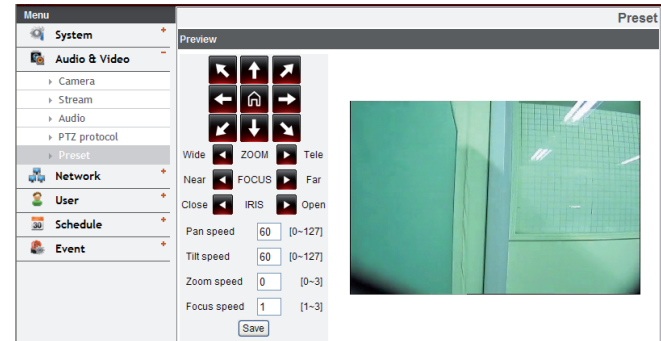 Menu
Preset
System +
Audio & Video -
Camera
Stream
Audio
PTZ protocol
Preset
Network +
User +
30 Schedule +
Event +
Preview
Wide ZOOM Tele
Near FOCUS Far
Close IRIS Open
Pan speed 60 [0~127]
Tilt speed 60 [0~127]
Zoom speed 0 [0~3]
Focus speed 1 [1~3]
Save